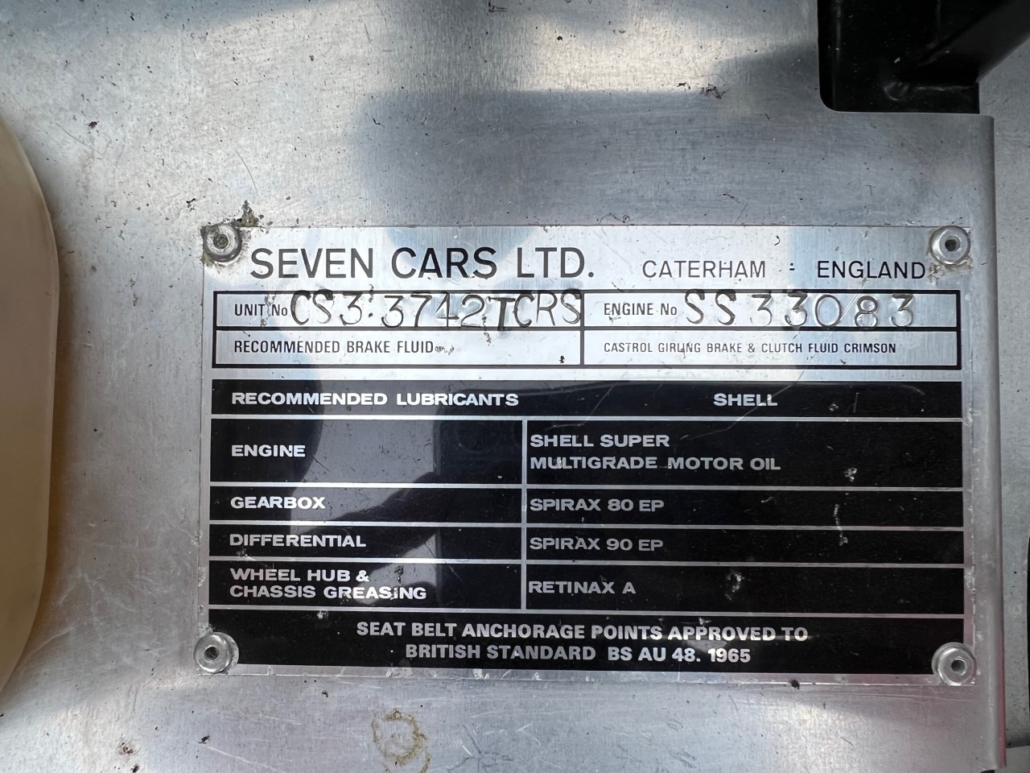 SEVEN CARS LTD. CATERHAM - ENGLAND
UNIT No CS3.3742TCRS ENGINE No SS33083
RECOMMENDED BRAKE FLUID CASTROL GIRLING BRAKE & CLUTCH FLUID CRIMSON
RECOMMENDED LUBRICANTS SHELL
ENGINE SHELL SUPER
MULTIGRADE MOTOR OIL
GEARBOX SPIRAX 80 EP
DIFFERENTIAL SPIRAX 90 EP
WHEEL HUB &
CHASSIS GREASING RETINAX A
SEAT BELT ANCHORAGE POINTS APPROVED TO
BRITISH STANDARD BS AU 48. 1965